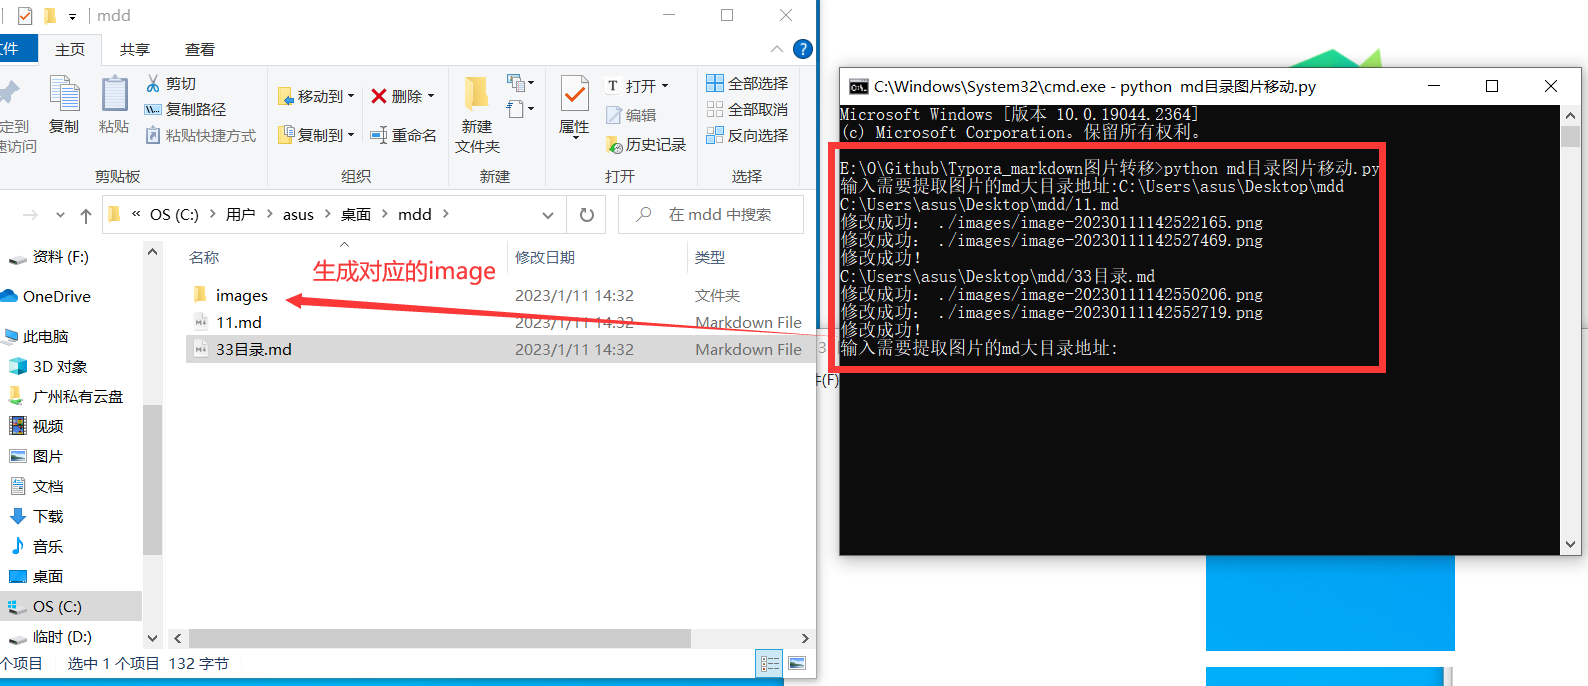 mdd
文件
主页
共享
查看
剪切
复制路径
粘贴快捷方式
复制
粘贴
剪贴板
移动到
删除
复制到
重命名
组织
新建
文件夹
新建
属性
打开
编辑
历史记录
打开
全部选择
全部取消
反向选择
选择
« OS (C:) > 用户 > asus > 桌面 > mdd >
在 mdd 中搜索
资料 (F:)
OneDrive
此电脑
3D 对象
广州私有云盘
视频
图片
文档
下载
音乐
桌面
OS (C:)
临时 (D:)
名称
修改日期
类型
生成对应的image
images
2023/1/11 14:32
文件夹
11.md
2023/1/11 14:32
Markdown File
33目录.md
2023/1/11 14:32
Markdown File
个项目
选中 1 个项目 132 字节
(F)
C:\Windows\System32\cmd.exe - python  md目录图片移动.py
Microsoft Windows [版本 10.0.19044.2364]
(c) Microsoft Corporation。保留所有权利。
E:\O\Github\Typora_markdown图片转移>python md目录图片移动.py
输入需要提取图片的md大目录地址:C:\Users\asus\Desktop\mdd
C:\Users\asus\Desktop\mdd/11.md
修改成功： ./images/image-20230111142522165.png
修改成功： ./images/image-20230111142527469.png
修改成功！
C:\Users\asus\Desktop\mdd/33目录.md
修改成功： ./images/image-20230111142550206.png
修改成功： ./images/image-20230111142552719.png
修改成功！
输入需要提取图片的md大目录地址: